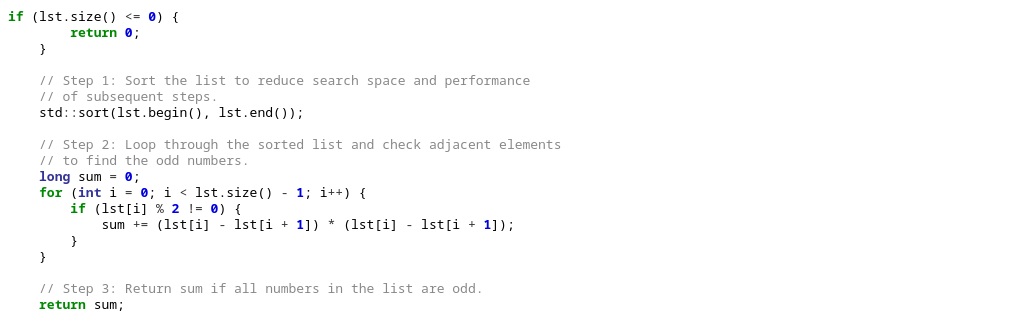 if (lst.size() <= 0) {
        return 0;
    }

    // Step 1: Sort the list to reduce search space and performance
    // of subsequent steps.
    std::sort(lst.begin(), lst.end());

    // Step 2: Loop through the sorted list and check adjacent elements
    // to find the odd numbers.
    long sum = 0;
    for (int i = 0; i < lst.size() - 1; i++) {
        if (lst[i] % 2 != 0) {
            sum += (lst[i] - lst[i + 1]) * (lst[i] - lst[i + 1]);
        }
    }

    // Step 3: Return sum if all numbers in the list are odd.
    return sum;